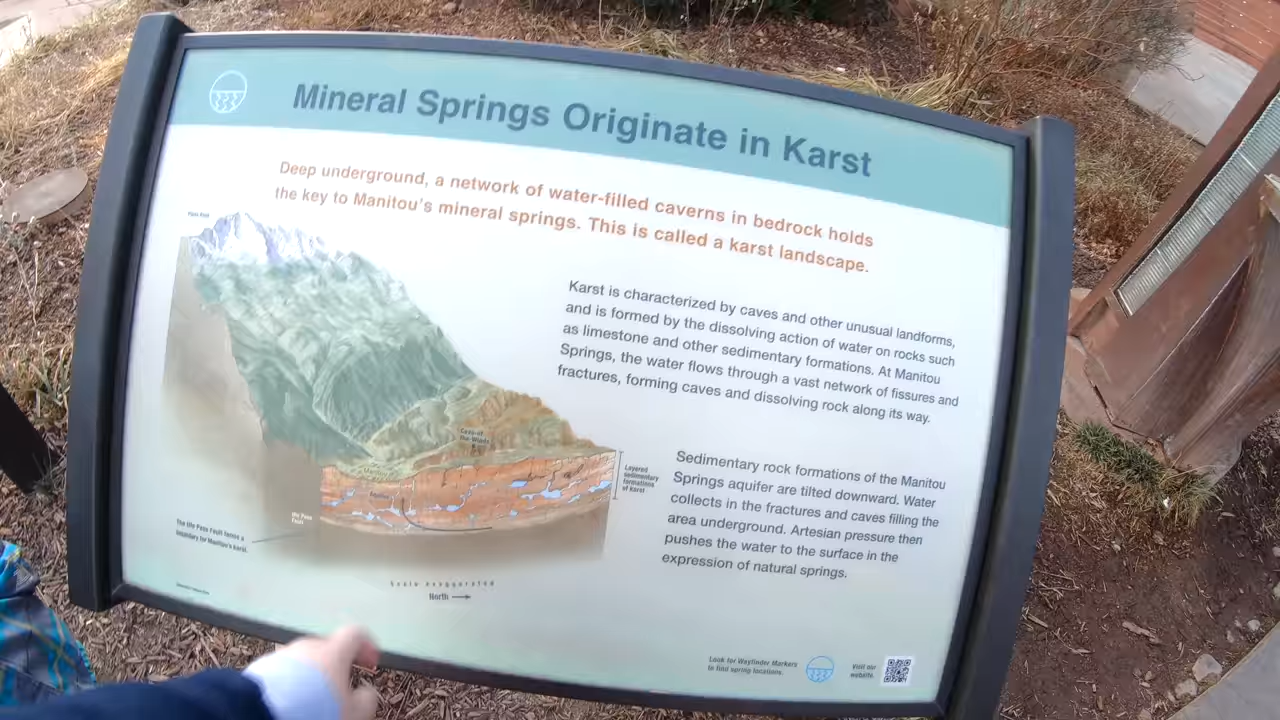 Mineral Springs Originate in Karst
Deep underground, a network of water-filled caverns in bedrock holds
the key to Manitou's mineral springs. This is called a karst landscape.
Pikes Peak
Karst is characterized by caves and other unusual landforms,
and is formed by the dissolving action of water on rocks such
as limestone and other sedimentary formations. At Manitou
Springs, the water flows through a vast network of fissures and
fractures, forming caves and dissolving rock along its way.
Cave of
the Winds
Manitou
Aquifer
Layered
sedimentary
formations
of Karst
Ute Pass
Fault
The Ute Pass Fault forms a
boundary for Manitou's karst.
Sedimentary rock formations of the Manitou
Springs aquifer are tilted downward. Water
collects in the fractures and caves filling the
area underground. Artesian pressure then
pushes the water to the surface in the
expression of natural springs.
Scale exaggerated
North
Look for Wayfinder Markers
to find spring locations.
Visit our
website.